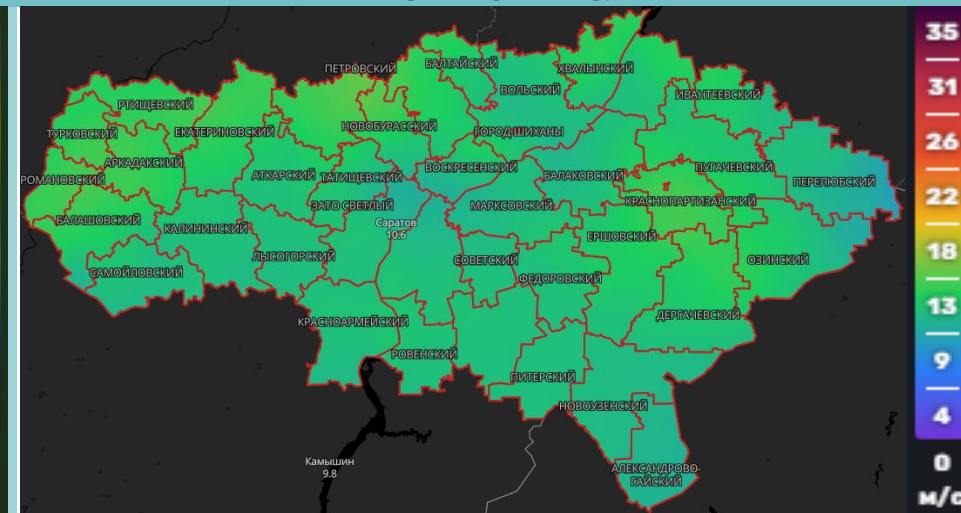 35
31
26
22
18
13
9
4
0
м/с
ПЕТРОВСКИЙ
БАЛТАЙСКИЙ
ХВАЛЫНСКИЙ
ВОЛЬСКИЙ
ИВАНТЕЕВСКИЙ
РТИЩЕВСКИЙ
ТУРКОВСКИЙ
ЕКАТЕРИНОВСКИЙ
НОВОБУРАССКИЙ
ГОРОД ШИХАНЫ
АРКАДАКСКИЙ
РОМАНОВСКИЙ
АТКАРСКИЙ
ТАТИЩЕВСКИЙ
ВОСКРЕСЕНСКИЙ
БАЛАКОВСКИЙ
ПУГАЧЕВСКИЙ
ПЕРЕЛЮБСКИЙ
ЗАТО СВЕТЛЫЙ
МАРКСОВСКИЙ
КРАСНОПАРТИЗАНСКИЙ
БАЛАШОВСКИЙ
КАЛИНИНСКИЙ
Саратов
10.6
ЕРШОВСКИЙ
ЛЫСОГОРСКИЙ
СОВЕТСКИЙ
ОЗИНСКИЙ
САМОЙЛОВСКИЙ
ФЕДОРОВСКИЙ
КРАСНОАРМЕЙСКИЙ
ДЕРГАЧЕВСКИЙ
РОВЕНСКИЙ
ПИТЕРСКИЙ
НОВОУЗЕНСКИЙ
Камышин
9.8
АЛЕКСАНДРОВО-
ГАЙСКИЙ